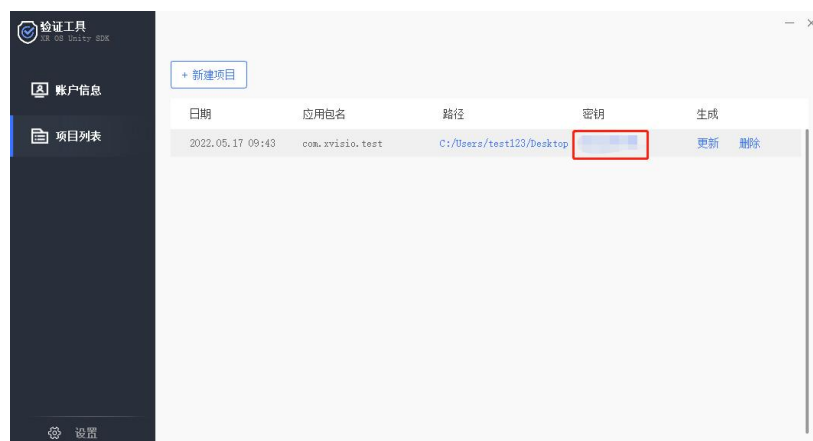 验证工具
XR OS Unity SDK
账户信息
项目列表
+ 新建项目
日期 应用包名 路径 密钥 生成
2022.05.17 09:43 com.xvisio.test C:/Users/test123/Desktop 更新 删除
设置